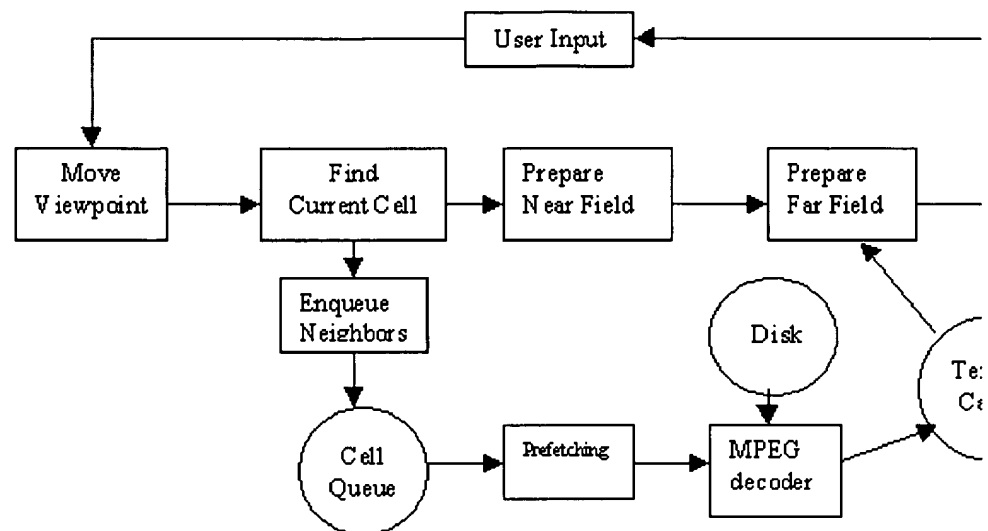 User Input
Move
Viewpoint
Find
Current Cell
Prepare
Near Field
Prepare
Far Field
Enqueue
Neighbors
Disk
Cell
Queue
Prefetching
MPEG
decoder